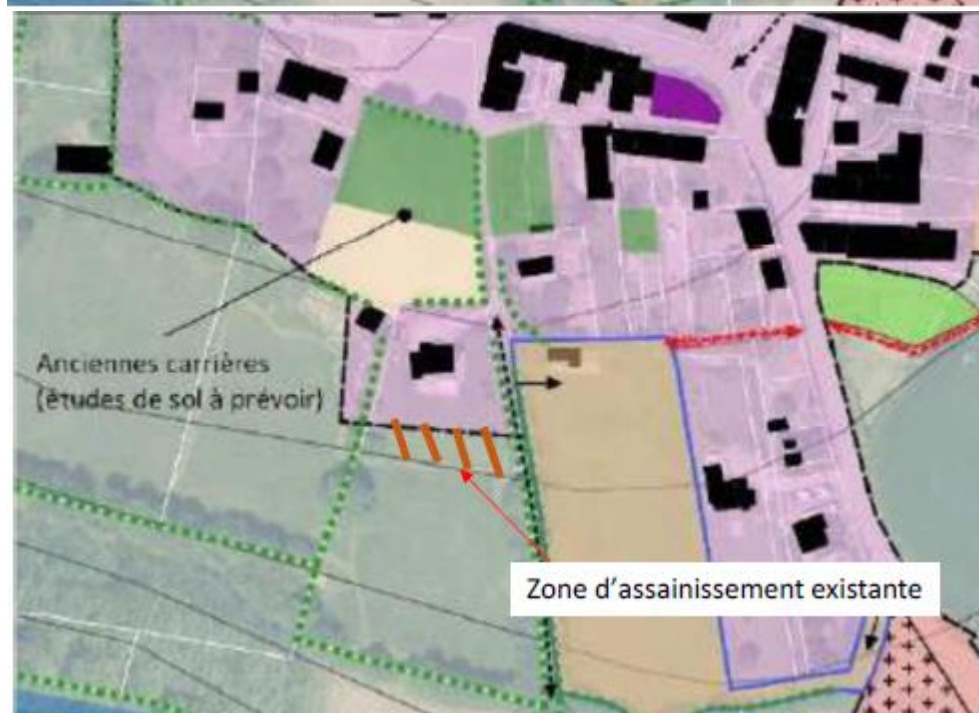 Anciennes carrières
(études de sol à prévoir)
Zone d'assainissement existante